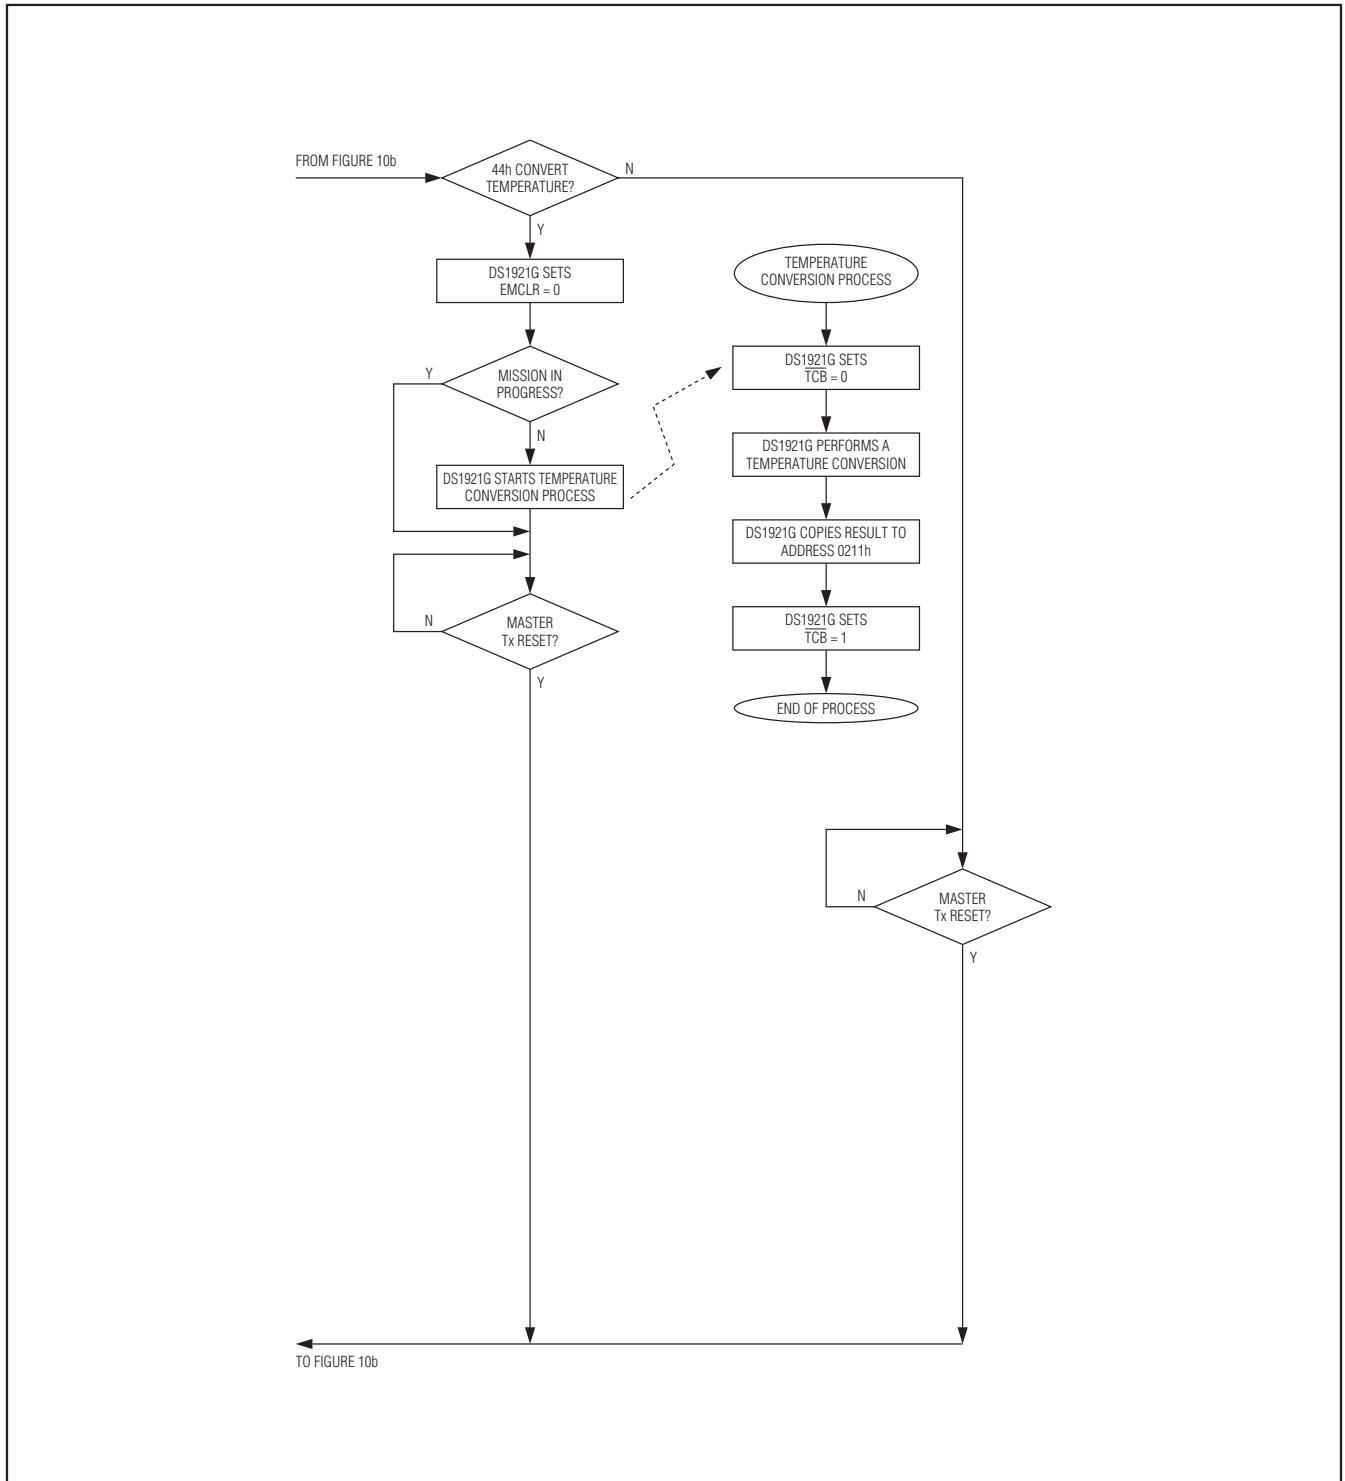 FROM FIGURE 10b
44h CONVERT
TEMPERATURE?
N
Y
DS1921G SETS
EMCLR = 0
MISSION IN
PROGRESS?
Y
N
DS1921G STARTS TEMPERATURE
CONVERSION PROCESS
MASTER
Tx RESET?
N
Y
TEMPERATURE
CONVERSION PROCESS
DS1921G SETS
T̅C̅B̅ = 0
DS1921G PERFORMS A
TEMPERATURE CONVERSION
DS1921G COPIES RESULT TO
ADDRESS 0211h
DS1921G SETS
T̅C̅B̅ = 1
END OF PROCESS
N
MASTER
Tx RESET?
Y
TO FIGURE 10b